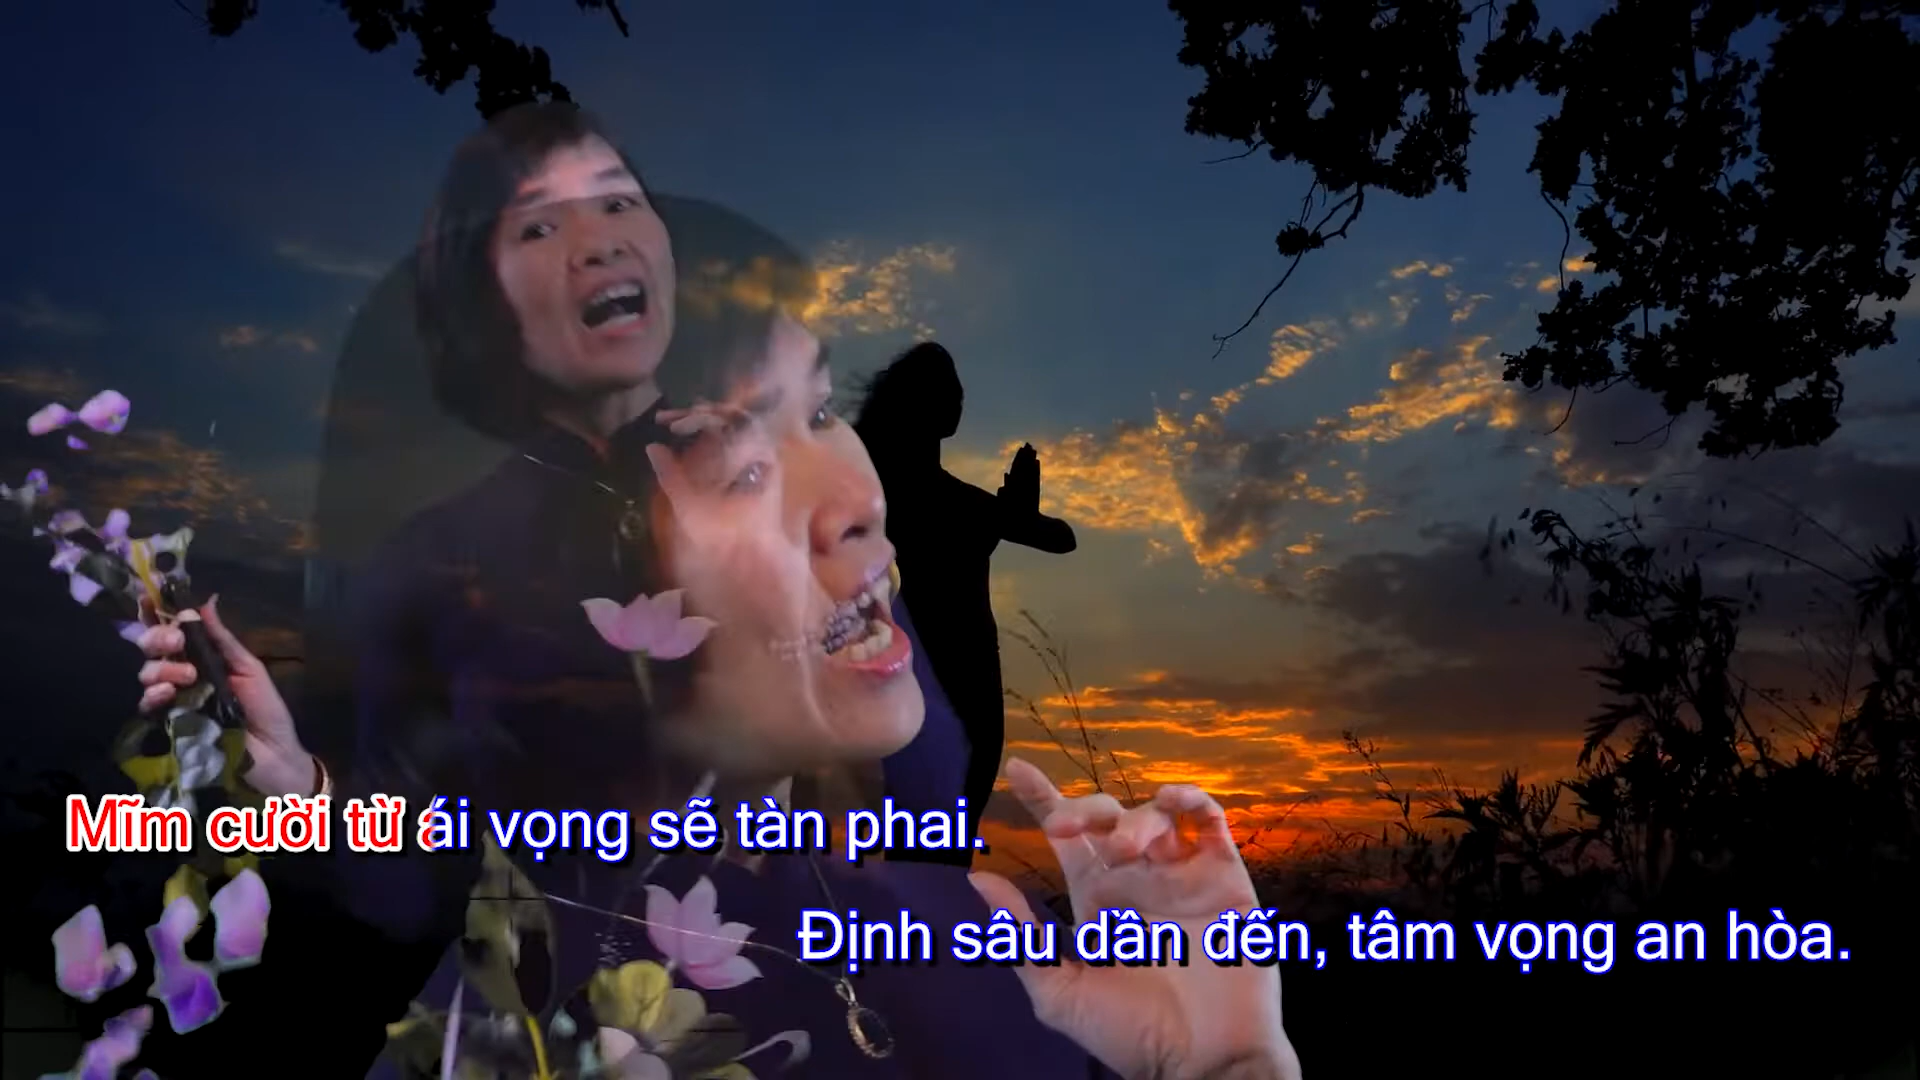 Mĩm cười từ ái vọng sẽ tàn phai.
Định sâu dần đến, tâm vọng an hòa.